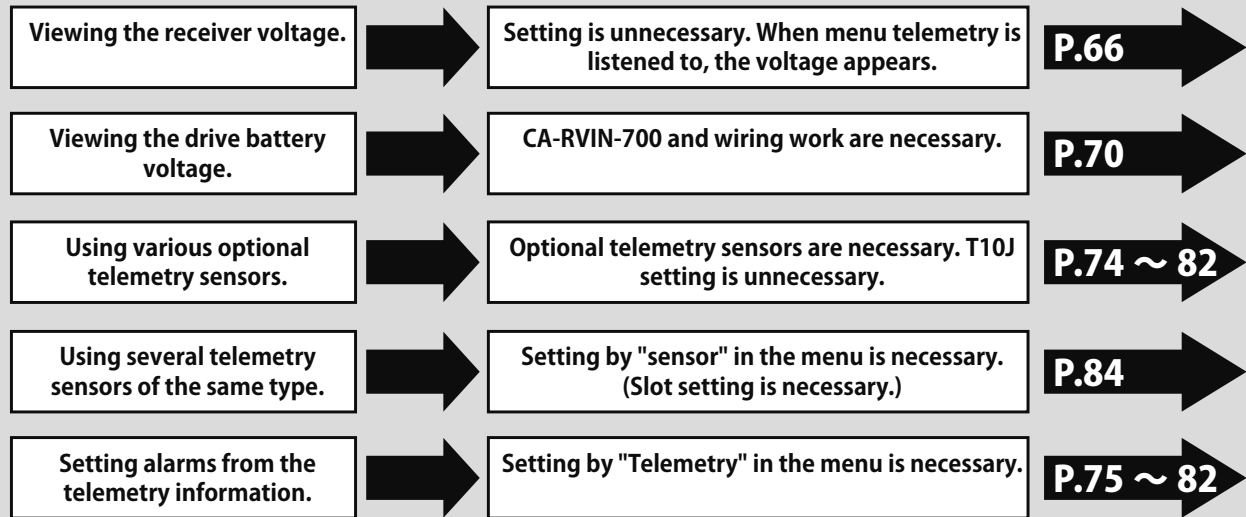 Viewing the receiver voltage.
Setting is unnecessary. When menu telemetry is
listened to, the voltage appears.
P.66
Viewing the drive battery
voltage.
CA-RVIN-700 and wiring work are necessary.
P.70
Using various optional
telemetry sensors.
Optional telemetry sensors are necessary. T10J
setting is unnecessary.
P.74 ～ 82
Using several telemetry
sensors of the same type.
Setting by "sensor" in the menu is necessary.
(Slot setting is necessary.)
P.84
Setting alarms from the
telemetry information.
Setting by "Telemetry" in the menu is necessary.
P.75 ～ 82